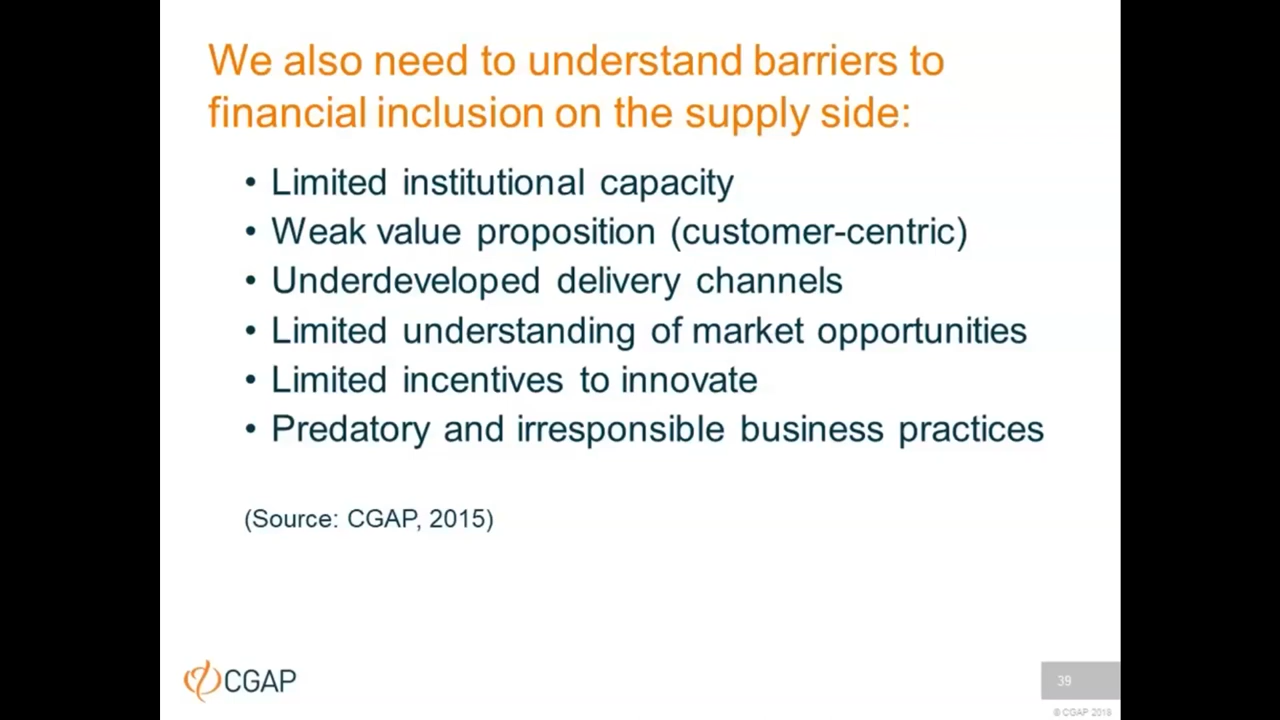 We also need to understand barriers to
financial inclusion on the supply side:
• Limited institutional capacity
• Weak value proposition (customer-centric)
• Underdeveloped delivery channels
• Limited understanding of market opportunities
• Limited incentives to innovate
• Predatory and irresponsible business practices
(Source: CGAP, 2015)
CGAP
39
© CGAP 2018